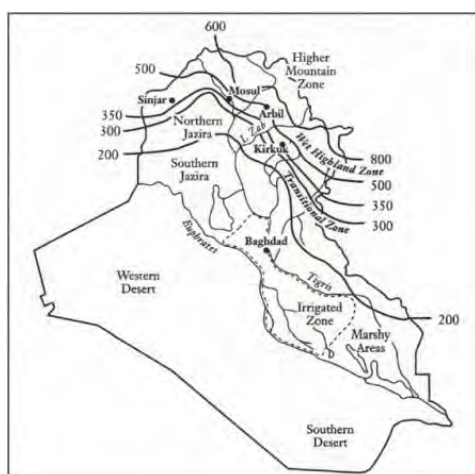 600
500
Higher
Mountain
Zone
Mosul
Sinjar
Arbil
350
300
Northern
Jazira
L. Zab
Kirkuk
Wet Highland Zone
800
200
Southern
Jazira
Transitional Zone
500
350
300
Euphrates
Baghdad
Western
Desert
Tigris
Irrigated
Zone
200
Marshy
Areas
Southern
Desert